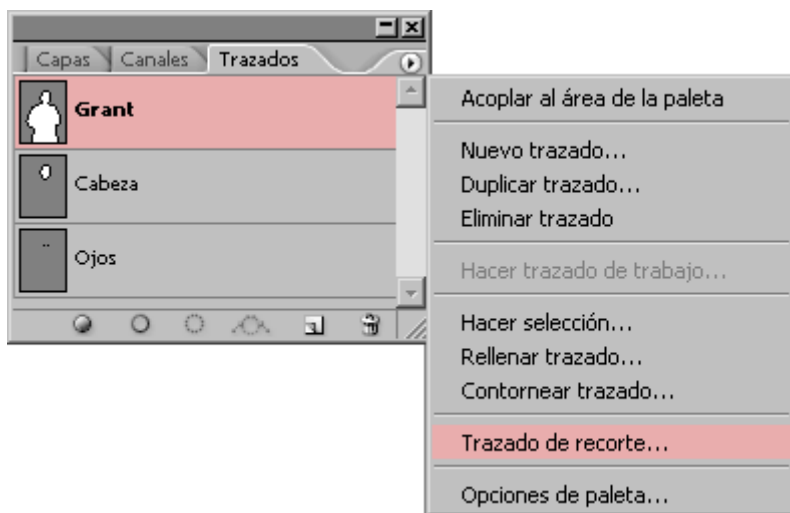 Capas Canales Trazados
Grant
Cabeza
Ojos
Acoplar al área de la paleta
Nuevo trazado...
Duplicar trazado...
Eliminar trazado
Hacer trazado de trabajo...
Hacer selección...
Rellenar trazado...
Contornear trazado...
Trazado de recorte...
Opciones de paleta...